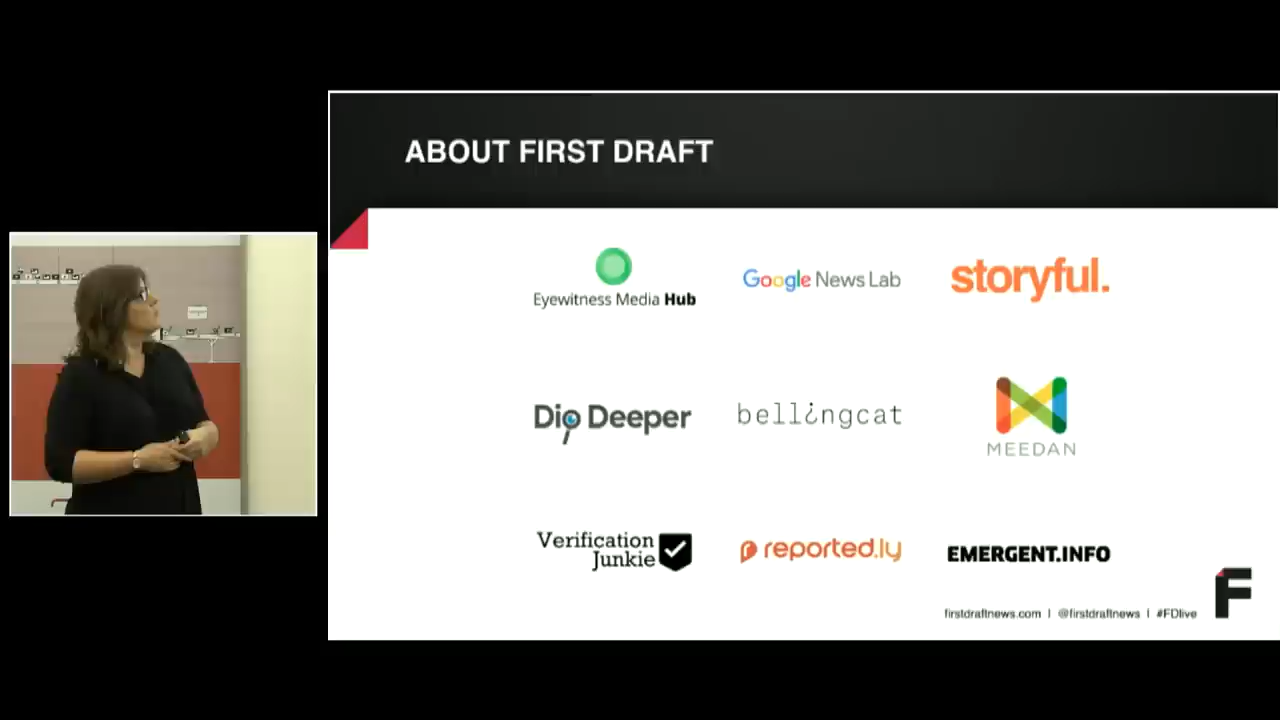 ABOUT FIRST DRAFT
Eyewitness Media Hub
Google News Lab
storyful.
Dig Deeper
bellingcat
MEEDAN
Verification
Junkie
reported.ly
EMERGENT.INFO
firstdraftnews.com | @firstdraftnews | #FDlive
F